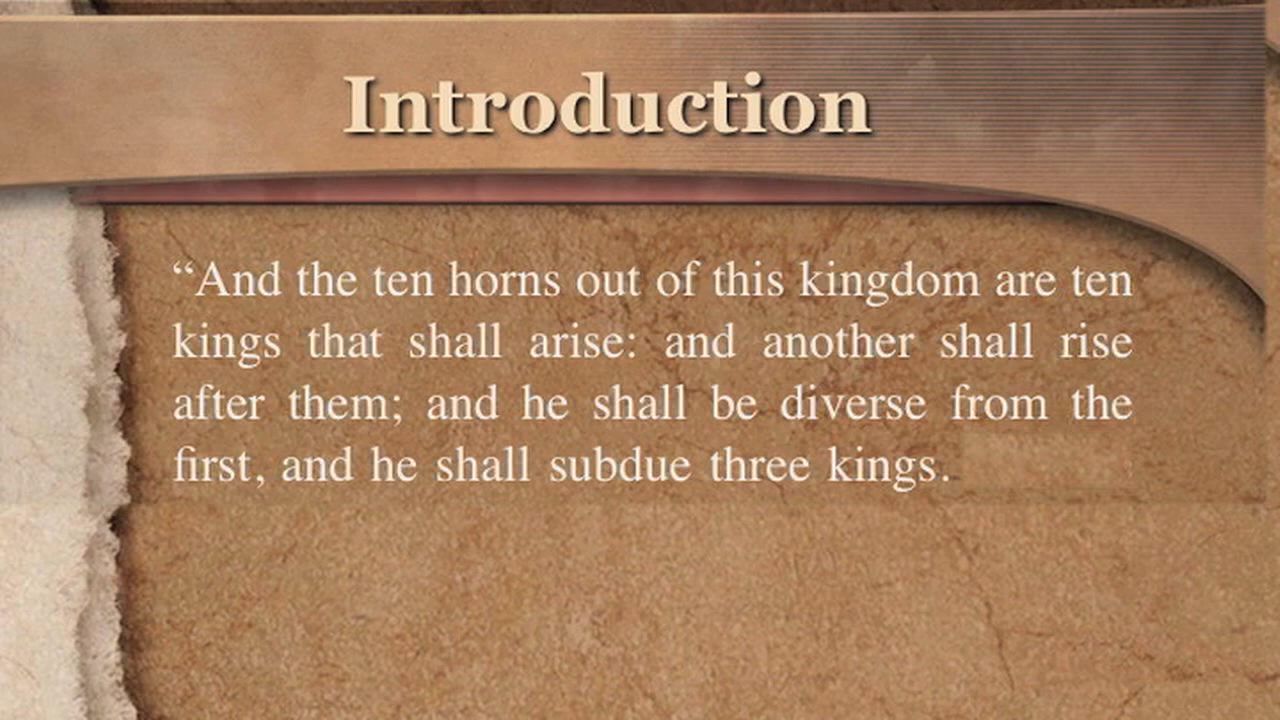 Introduction
“And the ten horns out of this kingdom are ten
kings that shall arise: and another shall rise
after them; and he shall be diverse from the
first, and he shall subdue three kings.